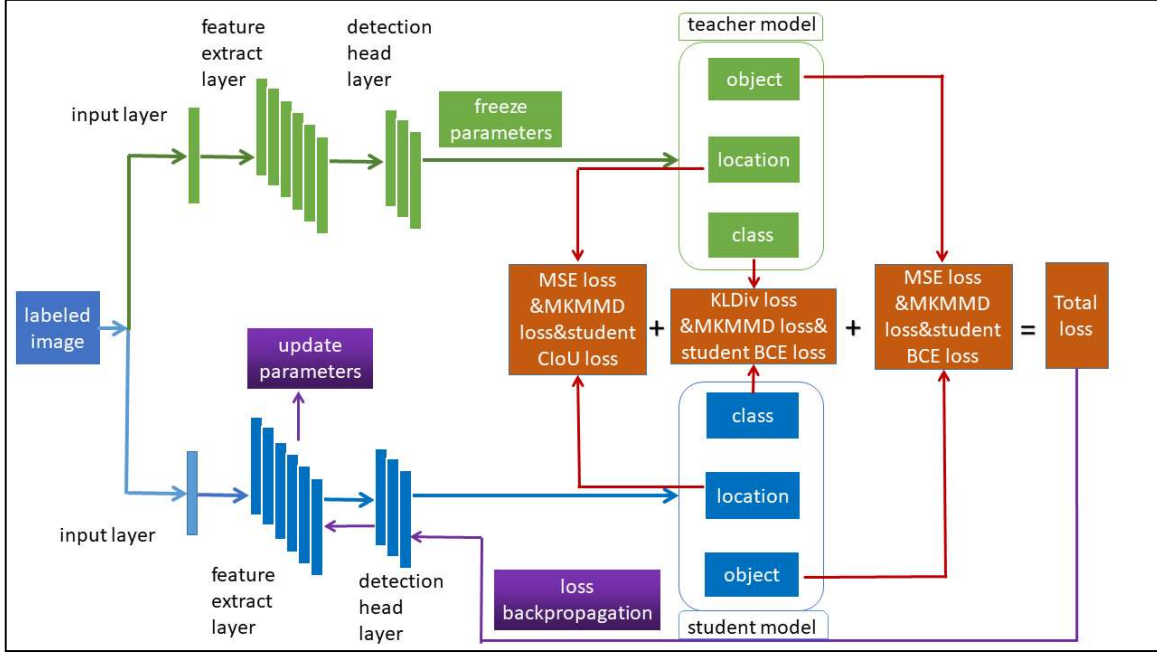 feature
extract
layer
detection
head
layer
teacher model
object
input layer
freeze
parameters
location
class
labeled
image
MSE loss
&MKMMD
loss&student
CIoU loss
+
KLDiv loss
&MKMMD loss&
student BCE loss
+
MSE loss
&MKMMD
loss&student
BCE loss
=
Total
loss
update
parameters
class
location
input layer
object
feature
extract
layer
detection
head
layer
loss
backpropagation
student model